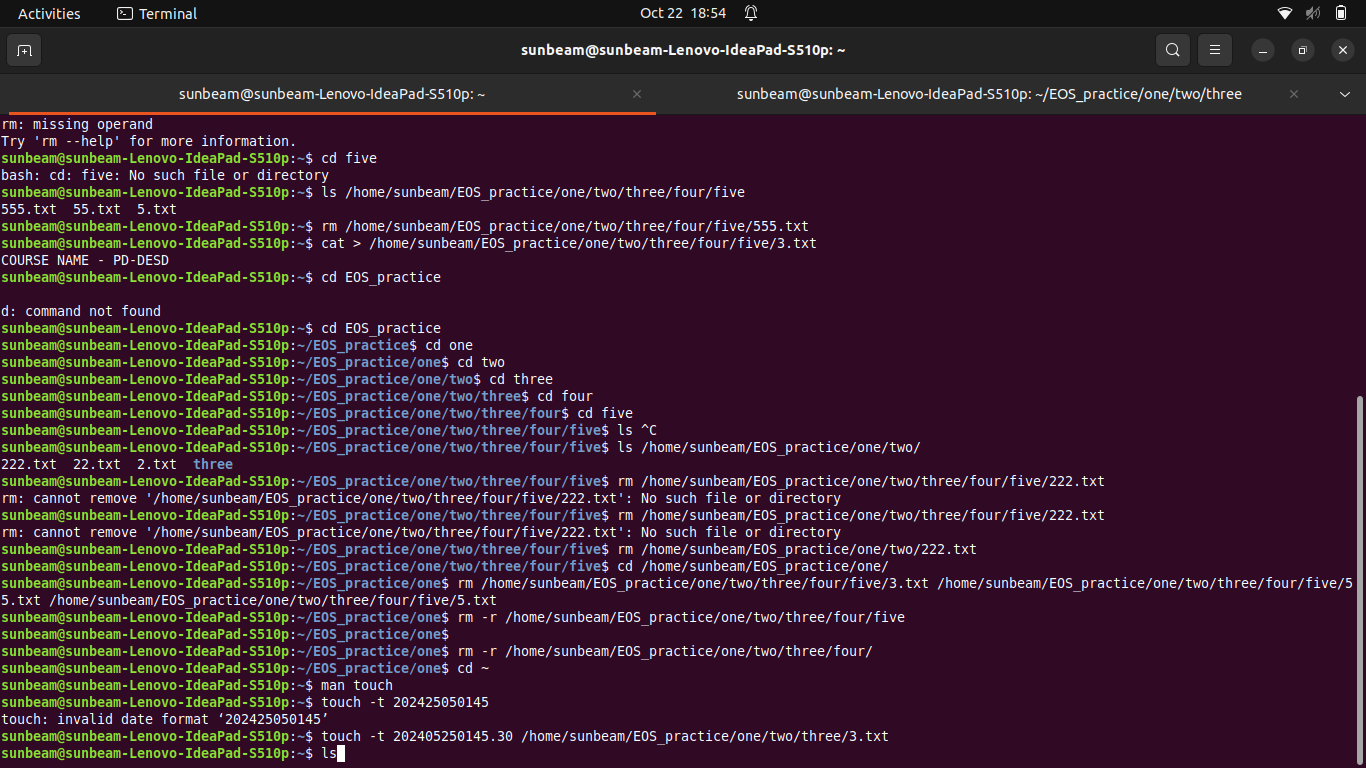 Activities Terminal Oct 22 18:54
sunbeam@sunbeam-Lenovo-IdeaPad-S510p: ~
sunbeam@sunbeam-Lenovo-IdeaPad-S510p: ~ sunbeam@sunbeam-Lenovo-IdeaPad-S510p: ~/EOS_practice/one/two/three
rm: missing operand
Try 'rm --help' for more information.
sunbeam@sunbeam-Lenovo-IdeaPad-S510p:~$ cd five
bash: cd: five: No such file or directory
sunbeam@sunbeam-Lenovo-IdeaPad-S510p:~$ ls /home/sunbeam/EOS_practice/one/two/three/four/five
555.txt  55.txt  5.txt
sunbeam@sunbeam-Lenovo-IdeaPad-S510p:~$ rm /home/sunbeam/EOS_practice/one/two/three/four/five/555.txt
sunbeam@sunbeam-Lenovo-IdeaPad-S510p:~$ cat > /home/sunbeam/EOS_practice/one/two/three/four/five/3.txt
COURSE NAME - PD-DESD
sunbeam@sunbeam-Lenovo-IdeaPad-S510p:~$ cd EOS_practice
d: command not found
sunbeam@sunbeam-Lenovo-IdeaPad-S510p:~$ cd EOS_practice
sunbeam@sunbeam-Lenovo-IdeaPad-S510p:~/EOS_practice$ cd one
sunbeam@sunbeam-Lenovo-IdeaPad-S510p:~/EOS_practice/one$ cd two
sunbeam@sunbeam-Lenovo-IdeaPad-S510p:~/EOS_practice/one/two$ cd three
sunbeam@sunbeam-Lenovo-IdeaPad-S510p:~/EOS_practice/one/two/three$ cd four
sunbeam@sunbeam-Lenovo-IdeaPad-S510p:~/EOS_practice/one/two/three/four$ cd five
sunbeam@sunbeam-Lenovo-IdeaPad-S510p:~/EOS_practice/one/two/three/four/five$ ls ^C
sunbeam@sunbeam-Lenovo-IdeaPad-S510p:~/EOS_practice/one/two/three/four/five$ ls /home/sunbeam/EOS_practice/one/two/
222.txt  22.txt  2.txt  three
sunbeam@sunbeam-Lenovo-IdeaPad-S510p:~/EOS_practice/one/two/three/four/five$ rm /home/sunbeam/EOS_practice/one/two/three/four/five/222.txt
rm: cannot remove '/home/sunbeam/EOS_practice/one/two/three/four/five/222.txt': No such file or directory
sunbeam@sunbeam-Lenovo-IdeaPad-S510p:~/EOS_practice/one/two/three/four/five$ rm /home/sunbeam/EOS_practice/one/two/three/four/five/222.txt
rm: cannot remove '/home/sunbeam/EOS_practice/one/two/three/four/five/222.txt': No such file or directory
sunbeam@sunbeam-Lenovo-IdeaPad-S510p:~/EOS_practice/one/two/three/four/five$ rm /home/sunbeam/EOS_practice/one/two/222.txt
sunbeam@sunbeam-Lenovo-IdeaPad-S510p:~/EOS_practice/one/two/three/four/five$ cd /home/sunbeam/EOS_practice/one/
sunbeam@sunbeam-Lenovo-IdeaPad-S510p:~/EOS_practice/one$ rm /home/sunbeam/EOS_practice/one/two/three/four/five/3.txt /home/sunbeam/EOS_practice/one/two/three/four/five/5
5.txt /home/sunbeam/EOS_practice/one/two/three/four/five/5.txt
sunbeam@sunbeam-Lenovo-IdeaPad-S510p:~/EOS_practice/one$ rm -r /home/sunbeam/EOS_practice/one/two/three/four/five
sunbeam@sunbeam-Lenovo-IdeaPad-S510p:~/EOS_practice/one$
sunbeam@sunbeam-Lenovo-IdeaPad-S510p:~/EOS_practice/one$ rm -r /home/sunbeam/EOS_practice/one/two/three/four/
sunbeam@sunbeam-Lenovo-IdeaPad-S510p:~/EOS_practice/one$ cd ~
sunbeam@sunbeam-Lenovo-IdeaPad-S510p:~$ man touch
sunbeam@sunbeam-Lenovo-IdeaPad-S510p:~$ touch -t 202425050145
touch: invalid date format ‘202425050145’
sunbeam@sunbeam-Lenovo-IdeaPad-S510p:~$ touch -t 202405250145.30 /home/sunbeam/EOS_practice/one/two/three/3.txt
sunbeam@sunbeam-Lenovo-IdeaPad-S510p:~$ ls